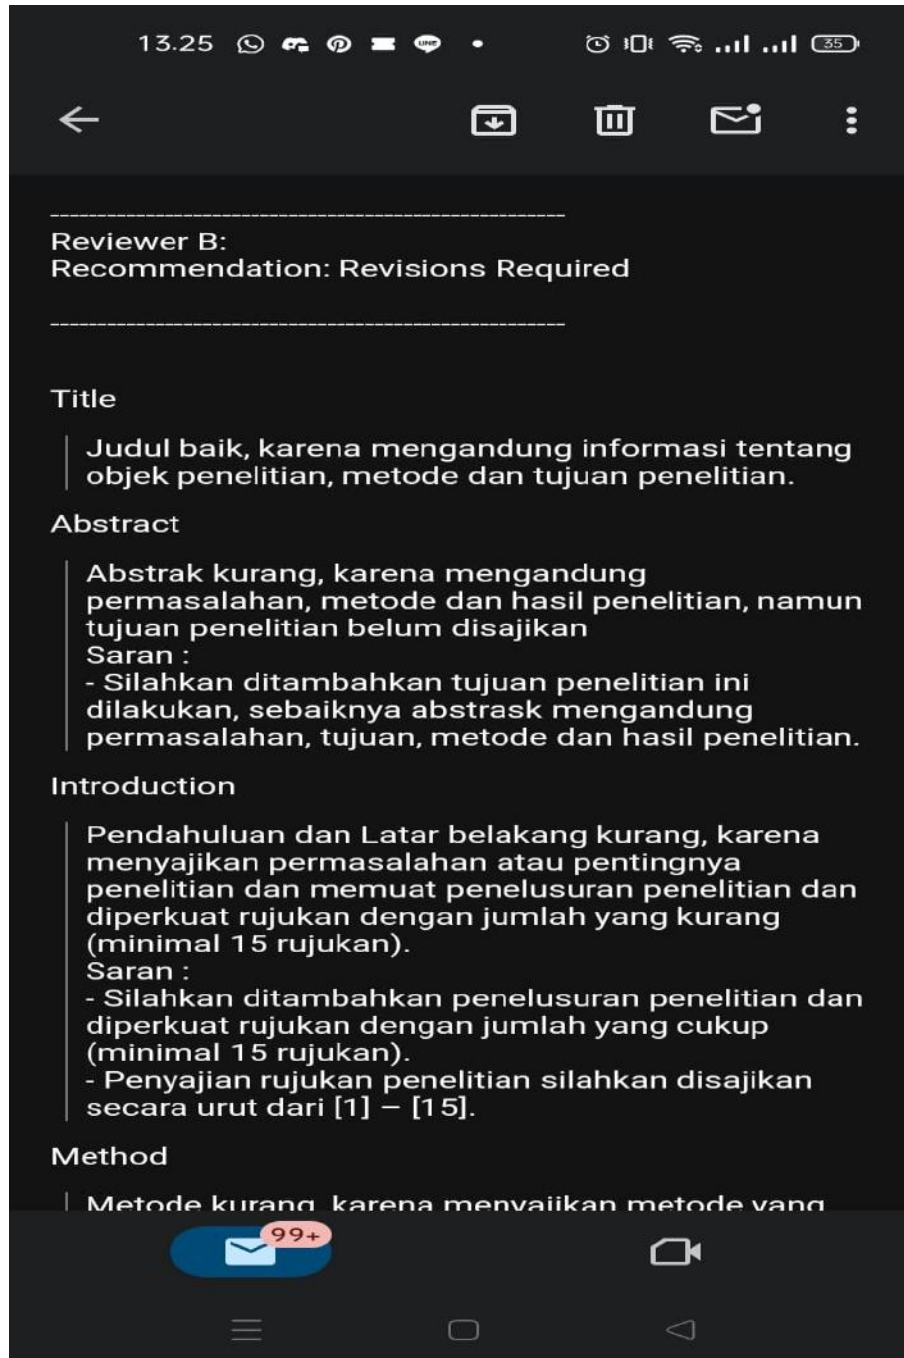 13.25
LINE
35
------------------------------------------------------
Reviewer B:
Recommendation: Revisions Required
------------------------------------------------------
Title
Judul baik, karena mengandung informasi tentang
objek penelitian, metode dan tujuan penelitian.
Abstract
Abstrak kurang, karena mengandung
permasalahan, metode dan hasil penelitian, namun
tujuan penelitian belum disajikan
Saran :
- Silahkan ditambahkan tujuan penelitian ini
dilakukan, sebaiknya abstrask mengandung
permasalahan, tujuan, metode dan hasil penelitian.
Introduction
Pendahuluan dan Latar belakang kurang, karena
menyajikan permasalahan atau pentingnya
penelitian dan memuat penelusuran penelitian dan
diperkuat rujukan dengan jumlah yang kurang
(minimal 15 rujukan).
Saran :
- Silahkan ditambahkan penelusuran penelitian dan
diperkuat rujukan dengan jumlah yang cukup
(minimal 15 rujukan).
- Penyajian rujukan penelitian silahkan disajikan
secara urut dari [1] – [15].
Method
Metode kurang, karena menyajikan metode yang
99+